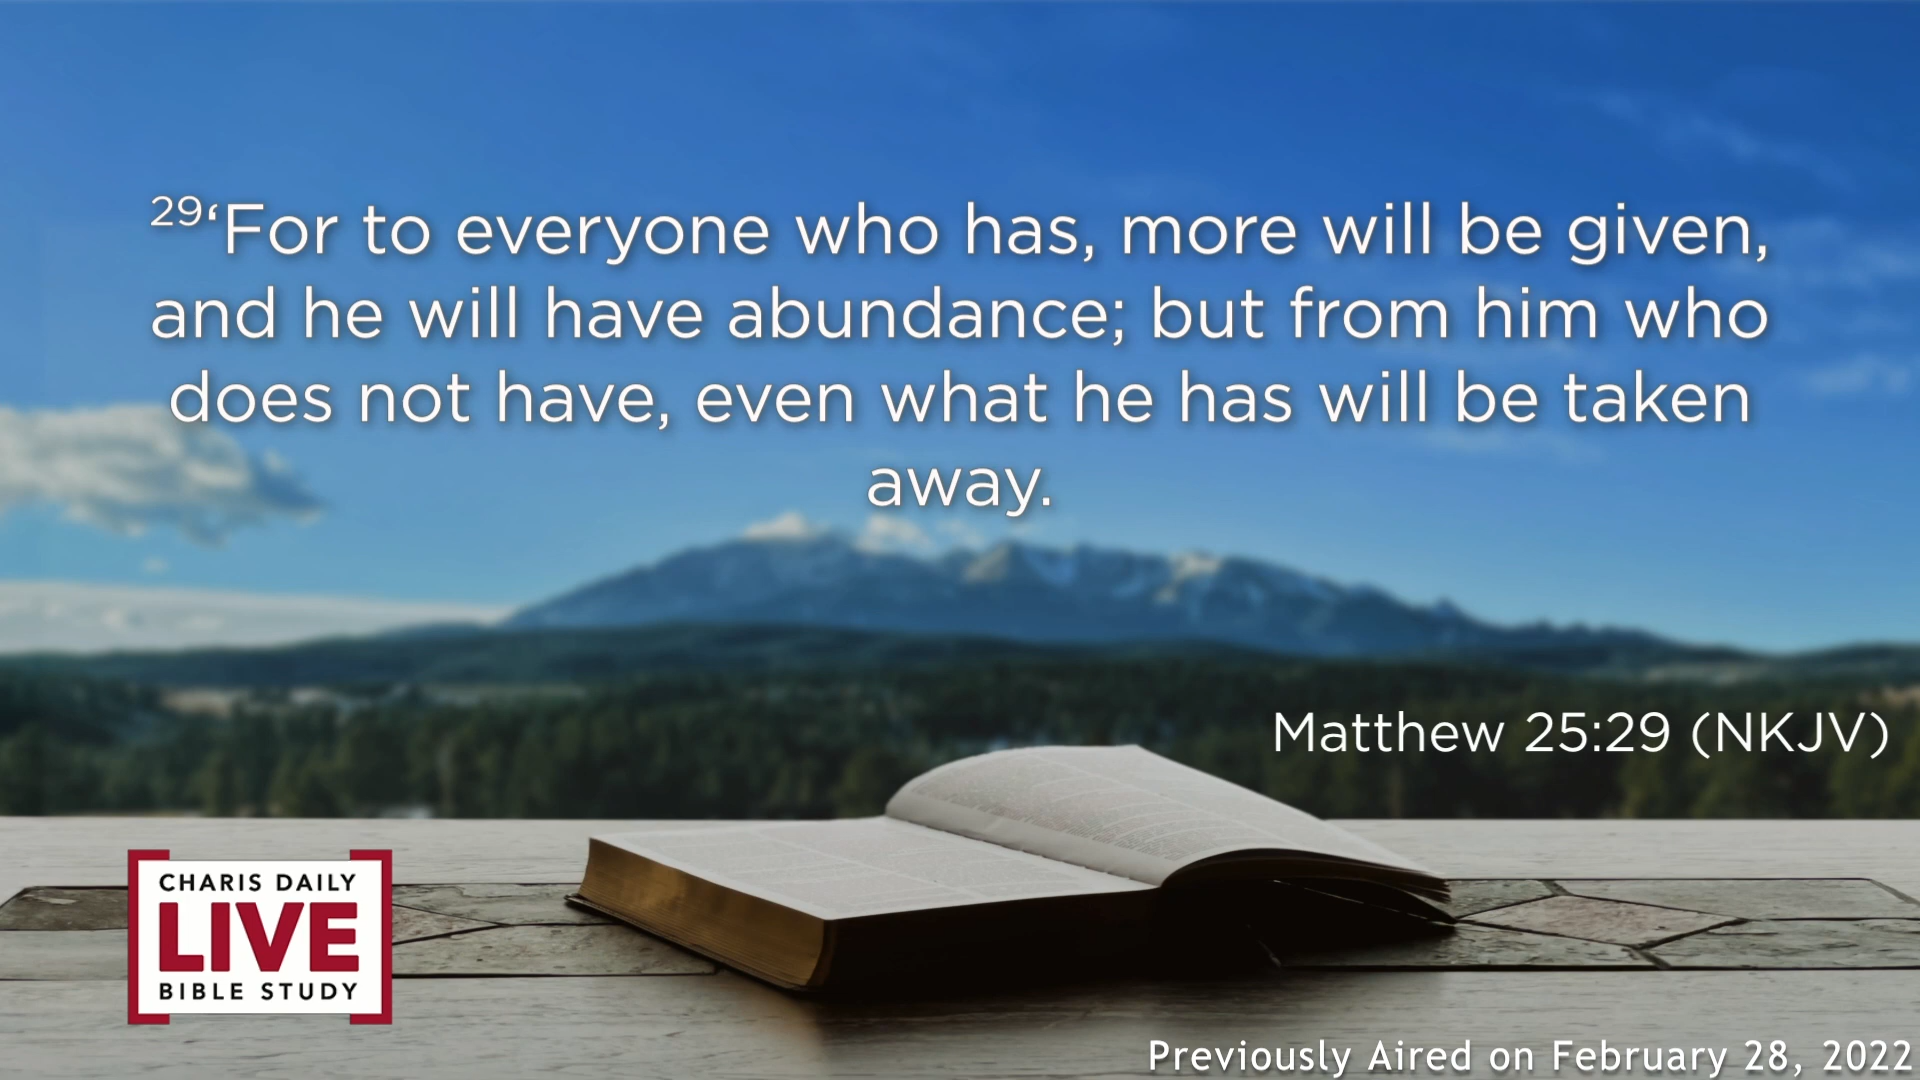 29‘For to everyone who has, more will be given,
and he will have abundance; but from him who
does not have, even what he has will be taken
away.
Matthew 25:29 (NKJV)
CHARIS DAILY
LIVE
BIBLE STUDY
Previously Aired on February 28, 2022